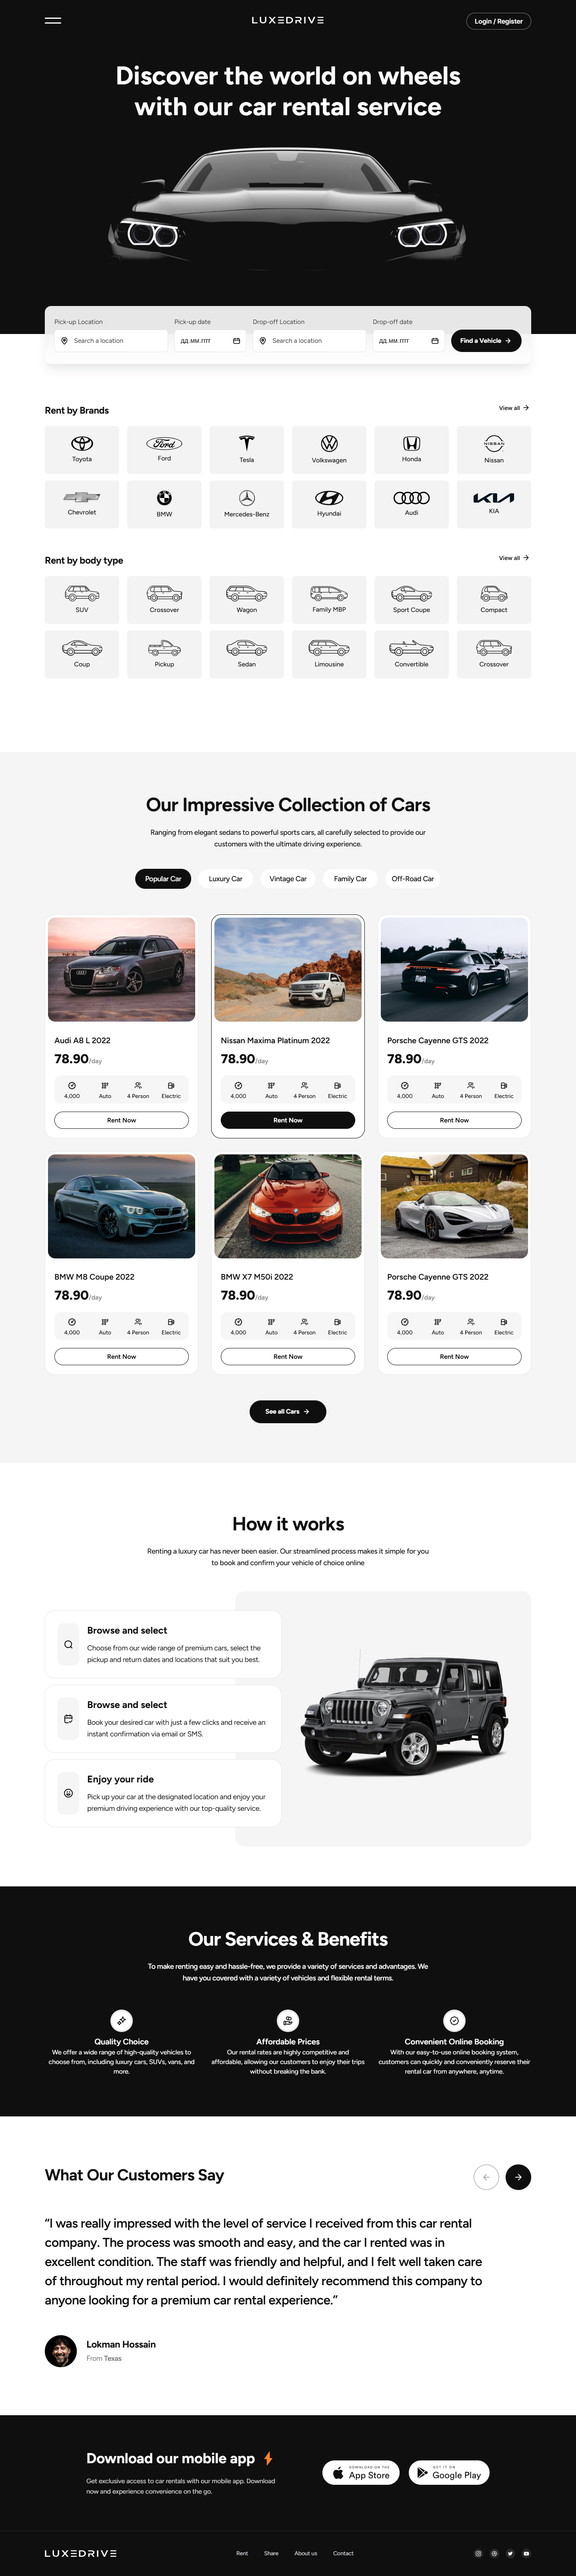 LUXEDRIVE
Login / Register
Discover the world on wheels
with our car rental service
Pick-up Location
Pick-up date
Drop-off Location
Drop-off date
Search a location
ДД.ММ.ГГГГ
Search a location
ДД.ММ.ГГГГ
Find a Vehicle
Rent by Brands
View all
Toyota
Ford
Ford
Tesla
Volkswagen
Honda
NISSAN
Nissan
Chevrolet
BMW
Mercedes-Benz
Hyundai
Audi
KIA
KIA
Rent by body type
View all
SUV
Crossover
Wagon
Family MBP
Sport Coupe
Compact
Coup
Pickup
Sedan
Limousine
Convertible
Crossover
Our Impressive Collection of Cars
Ranging from elegant sedans to powerful sports cars, all carefully selected to provide our
customers with the ultimate driving experience.
Popular Car
Luxury Car
Vintage Car
Family Car
Off-Road Car
Audi A8 L 2022
78.90/day
4,000
Auto
4 Person
Electric
Rent Now
Nissan Maxima Platinum 2022
78.90/day
4,000
Auto
4 Person
Electric
Rent Now
Porsche Cayenne GTS 2022
78.90/day
4,000
Auto
4 Person
Electric
Rent Now
BMW M8 Coupe 2022
78.90/day
4,000
Auto
4 Person
Electric
Rent Now
BMW X7 M50i 2022
78.90/day
4,000
Auto
4 Person
Electric
Rent Now
Porsche Cayenne GTS 2022
78.90/day
4,000
Auto
4 Person
Electric
Rent Now
See all Cars
How it works
Renting a luxury car has never been easier. Our streamlined process makes it simple for you
to book and confirm your vehicle of choice online
Browse and select
Choose from our wide range of premium cars, select the
pickup and return dates and locations that suit you best.
Browse and select
Book your desired car with just a few clicks and receive an
instant confirmation via email or SMS.
Enjoy your ride
Pick up your car at the designated location and enjoy your
premium driving experience with our top-quality service.
Our Services & Benefits
To make renting easy and hassle-free, we provide a variety of services and advantages. We
have you covered with a variety of vehicles and flexible rental terms.
Quality Choice
We offer a wide range of high-quality vehicles to
choose from, including luxury cars, SUVs, vans, and
more.
Affordable Prices
Our rental rates are highly competitive and
affordable, allowing our customers to enjoy their trips
without breaking the bank.
Convenient Online Booking
With our easy-to-use online booking system,
customers can quickly and conveniently reserve their
rental car from anywhere, anytime.
What Our Customers Say
“I was really impressed with the level of service I received from this car rental
company. The process was smooth and easy, and the car I rented was in
excellent condition. The staff was friendly and helpful, and I felt well taken care
of throughout my rental period. I would definitely recommend this company to
anyone looking for a premium car rental experience.”
Lokman Hossain
From Texas
Download our mobile app
Get exclusive access to car rentals with our mobile app. Download
now and experience convenience on the go.
DOWNLOAD ON THE
App Store
GET IT ON
Google Play
LUXEDRIVE
Rent
Share
About us
Contact